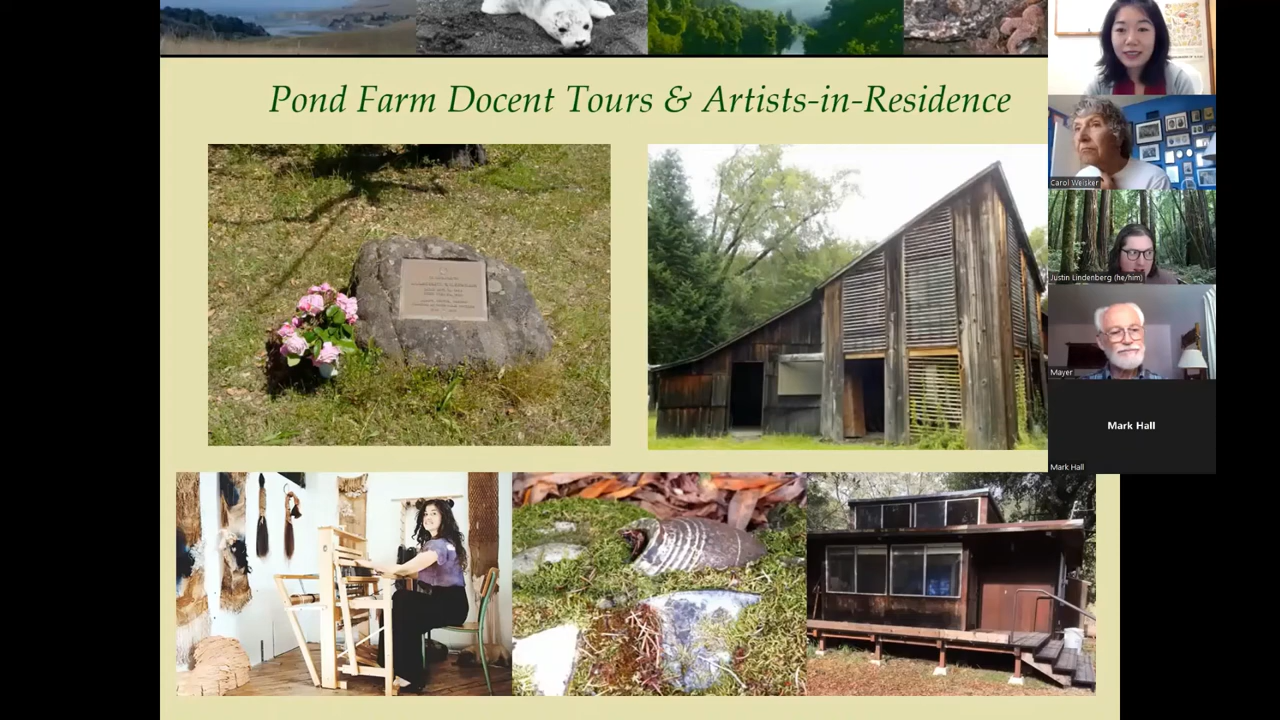 Pond Farm Docent Tours & Artists-in-Residence
Carol Weisker
Justin Lindenberg (he/him)
Mayer
Mark Hall
Mark Hall